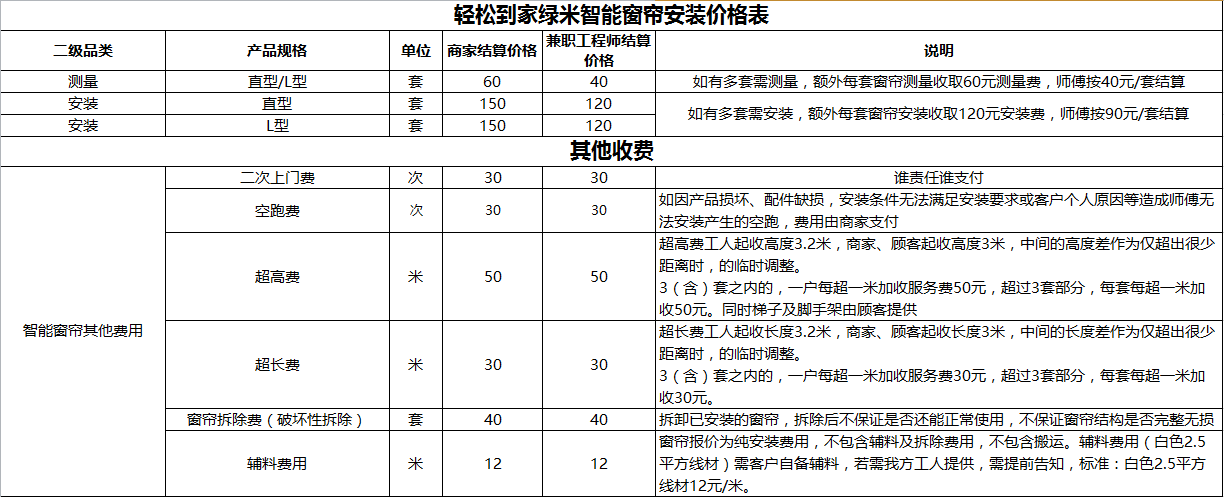 轻松到家绿米智能窗帘安装价格表
二级品类 产品规格 单位 商家结算价格 兼职工程师结算价格 说明
测量 直型/L型 套 60 40 如有多套需测量，额外每套窗帘测量收取60元测量费，师傅按40元/套结算
安装 直型 套 150 120 如有多套需安装，额外每套窗帘安装收取120元安装费，师傅按90元/套结算
安装 L型 套 150 120
其他收费
智能窗帘其他费用
二次上门费 次 30 30 谁责任谁支付
空跑费 次 30 30 如因产品损坏、配件缺损，安装条件无法满足安装要求或客户个人原因等造成师傅无
法安装产生的空跑，费用由商家支付
超高费 米 50 50 超高费工人起收高度3.2米，商家、顾客起收高度3米，中间的高度差作为仅超出很少
距离时，的临时调整。
3（含）套之内的，一户每超一米加收服务费50元，超过3套部分，每套每超一米加
收50元。同时梯子及脚手架由顾客提供
超长费 米 30 30 超长费工人起收长度3.2米，商家、顾客起收长度3米，中间的长度差作为仅超出很少
距离时，的临时调整。
3（含）套之内的，一户每超一米加收服务费30元，超过3套部分，每套每超一米加
收30元。
窗帘拆除费（破坏性拆除） 套 40 40 拆卸已安装的窗帘，拆除后不保证是否还能正常使用，不保证窗帘结构是否完整无损
辅料费用 米 12 12 窗帘报价为纯安装费用，不包含辅料及拆除费用，不包含搬运。辅料费用（白色2.5
平方线材）需客户自备辅料，若需我方工人提供，需提前告知，标准：白色2.5平方
线材12元/米。